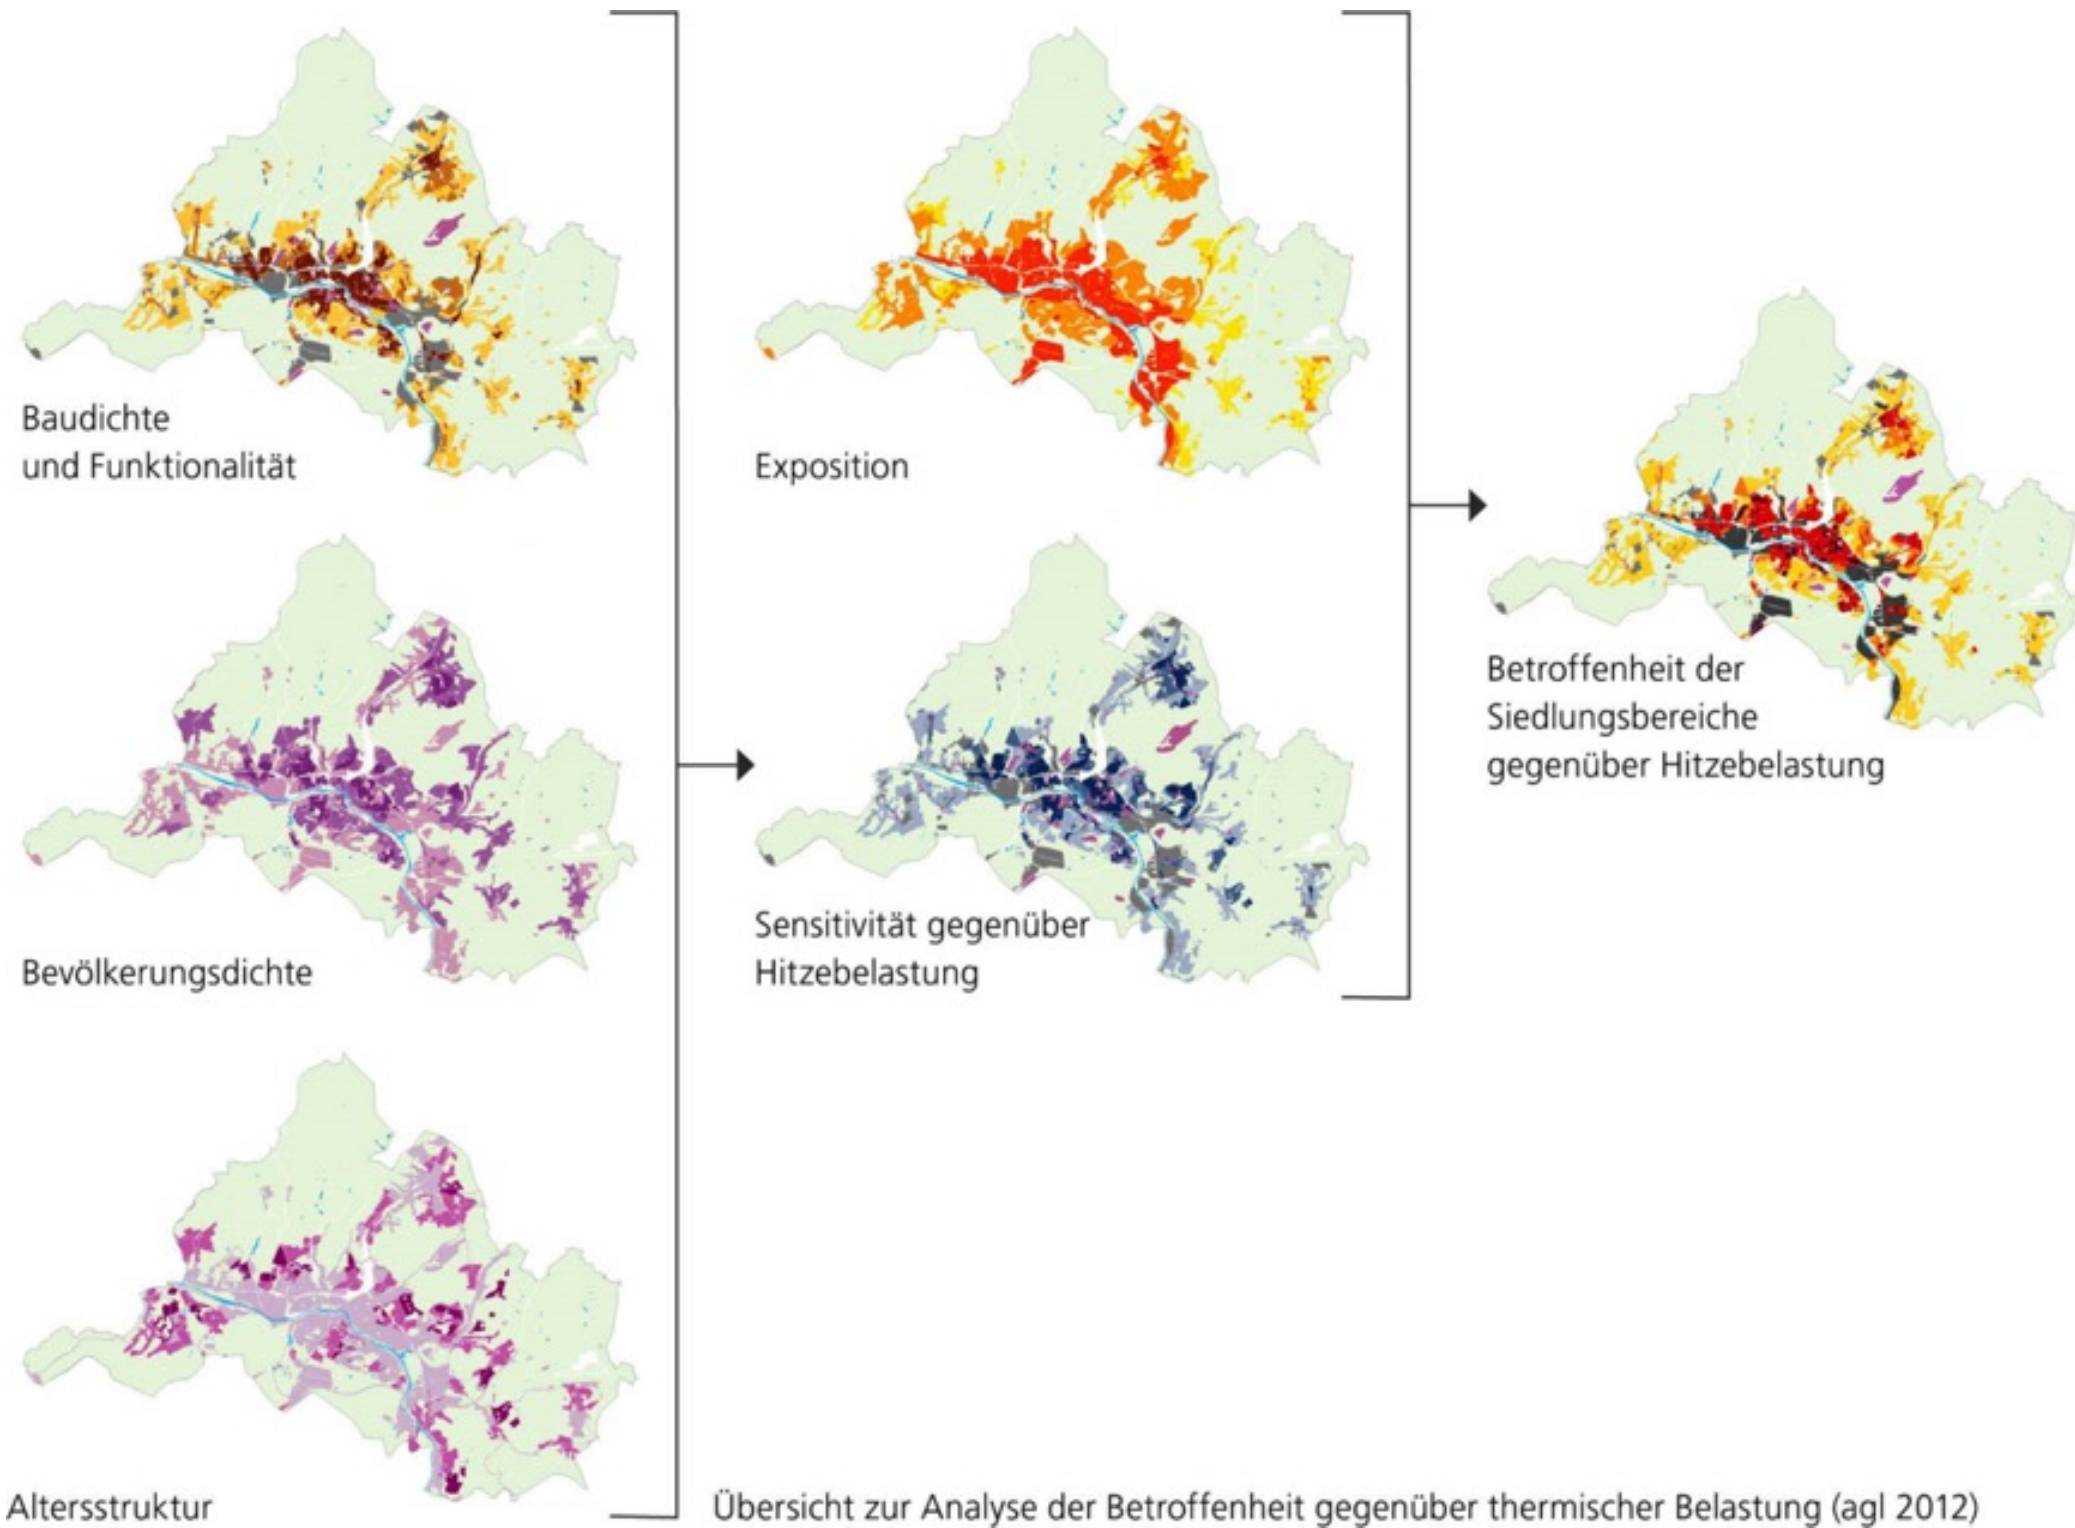 Baudichte
und Funktionalität
Exposition
Bevölkerungsdichte
Sensitivität gegenüber
Hitzebelastung
Betroffenheit der
Siedlungsbereiche
gegenüber Hitzebelastung
Altersstruktur
Übersicht zur Analyse der Betroffenheit gegenüber thermischer Belastung (agl 2012)